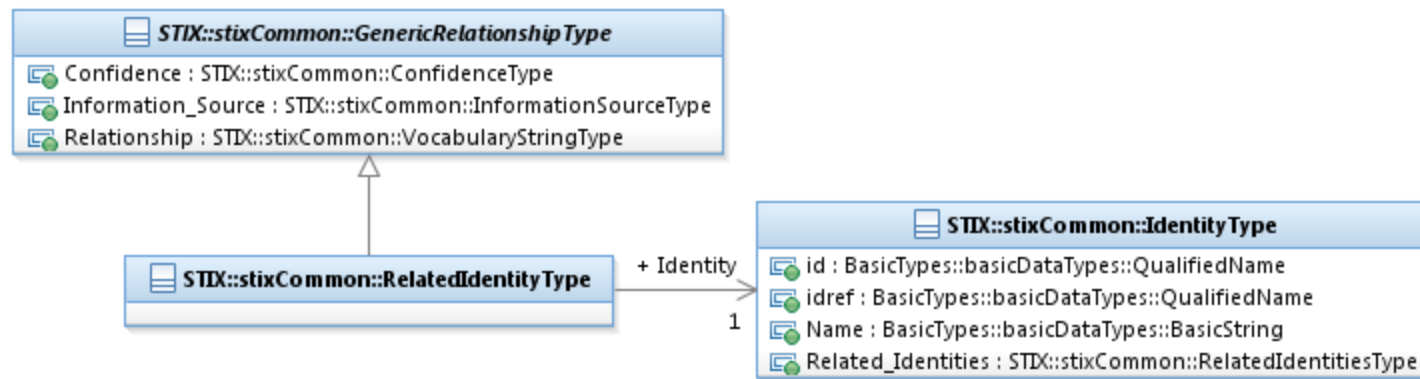 STIX::stixCommon::GenericRelationshipType
Confidence : STIX::stixCommon::ConfidenceType
Information_Source : STIX::stixCommon::InformationSourceType
Relationship : STIX::stixCommon::VocabularyStringType
STIX::stixCommon::RelatedIdentityType
+ Identity
1
STIX::stixCommon::IdentityType
id : BasicTypes::basicDataTypes::QualifiedName
idref : BasicTypes::basicDataTypes::QualifiedName
Name : BasicTypes::basicDataTypes::BasicString
Related_Identities : STIX::stixCommon::RelatedIdentitiesType